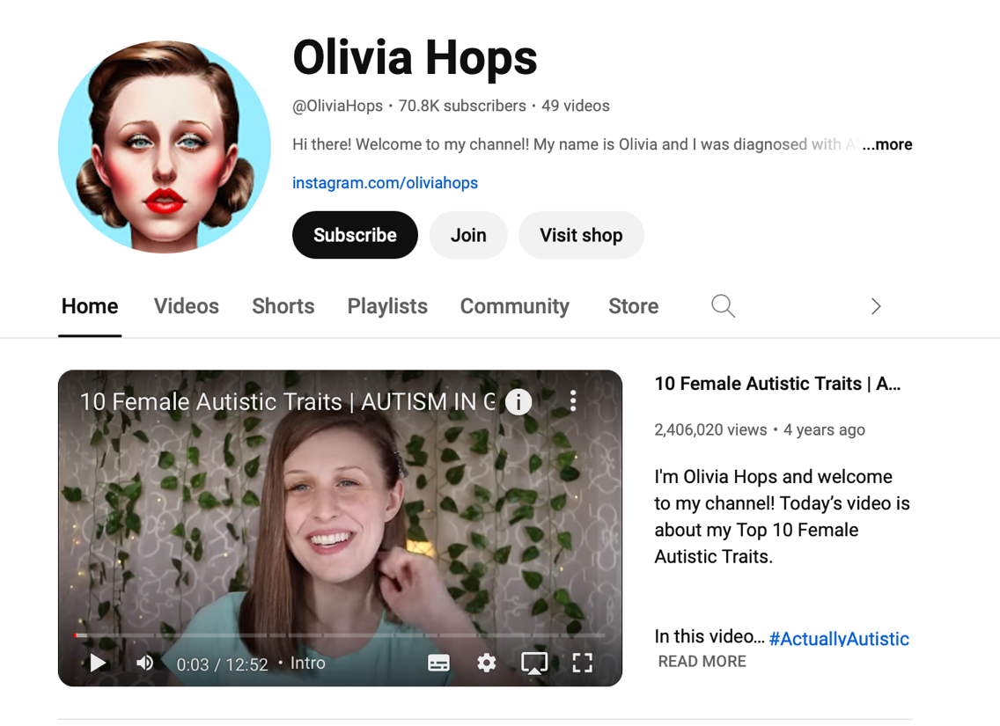 Olivia Hops
@OliviaHops • 70.8K subscribers • 49 videos
Hi there! Welcome to my channel! My name is Olivia and I was diagnosed with ...more
instagram.com/oliviahops
Subscribe Join Visit shop
Home Videos Shorts Playlists Community Store
10 Female Autistic Traits | AUTISM IN G
0:03 / 12:52 • Intro
10 Female Autistic Traits | A...
2,406,020 views • 4 years ago
I'm Olivia Hops and welcome
to my channel! Today’s video is
about my Top 10 Female
Autistic Traits.
In this video... #ActuallyAutistic
READ MORE